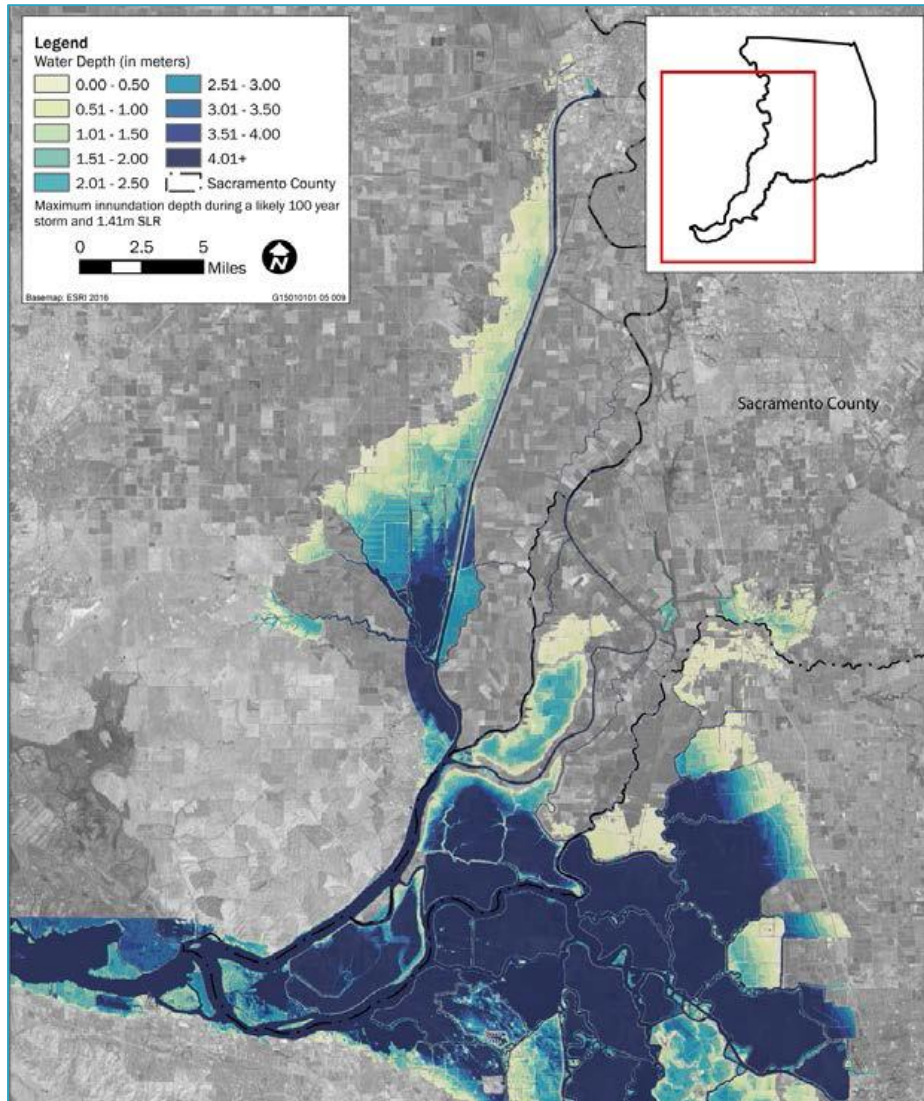 Legend
Water Depth (in meters)
0.00 - 0.50
0.51 - 1.00
1.01 - 1.50
1.51 - 2.00
2.01 - 2.50
2.51 - 3.00
3.01 - 3.50
3.51 - 4.00
4.01+
Sacramento County
Maximum innundation depth during a likely 100 year
storm and 1.41m SLR
0 2.5 5
Miles
N
Basemap: ESRI 2016 G15010101 05 009
Sacramento County